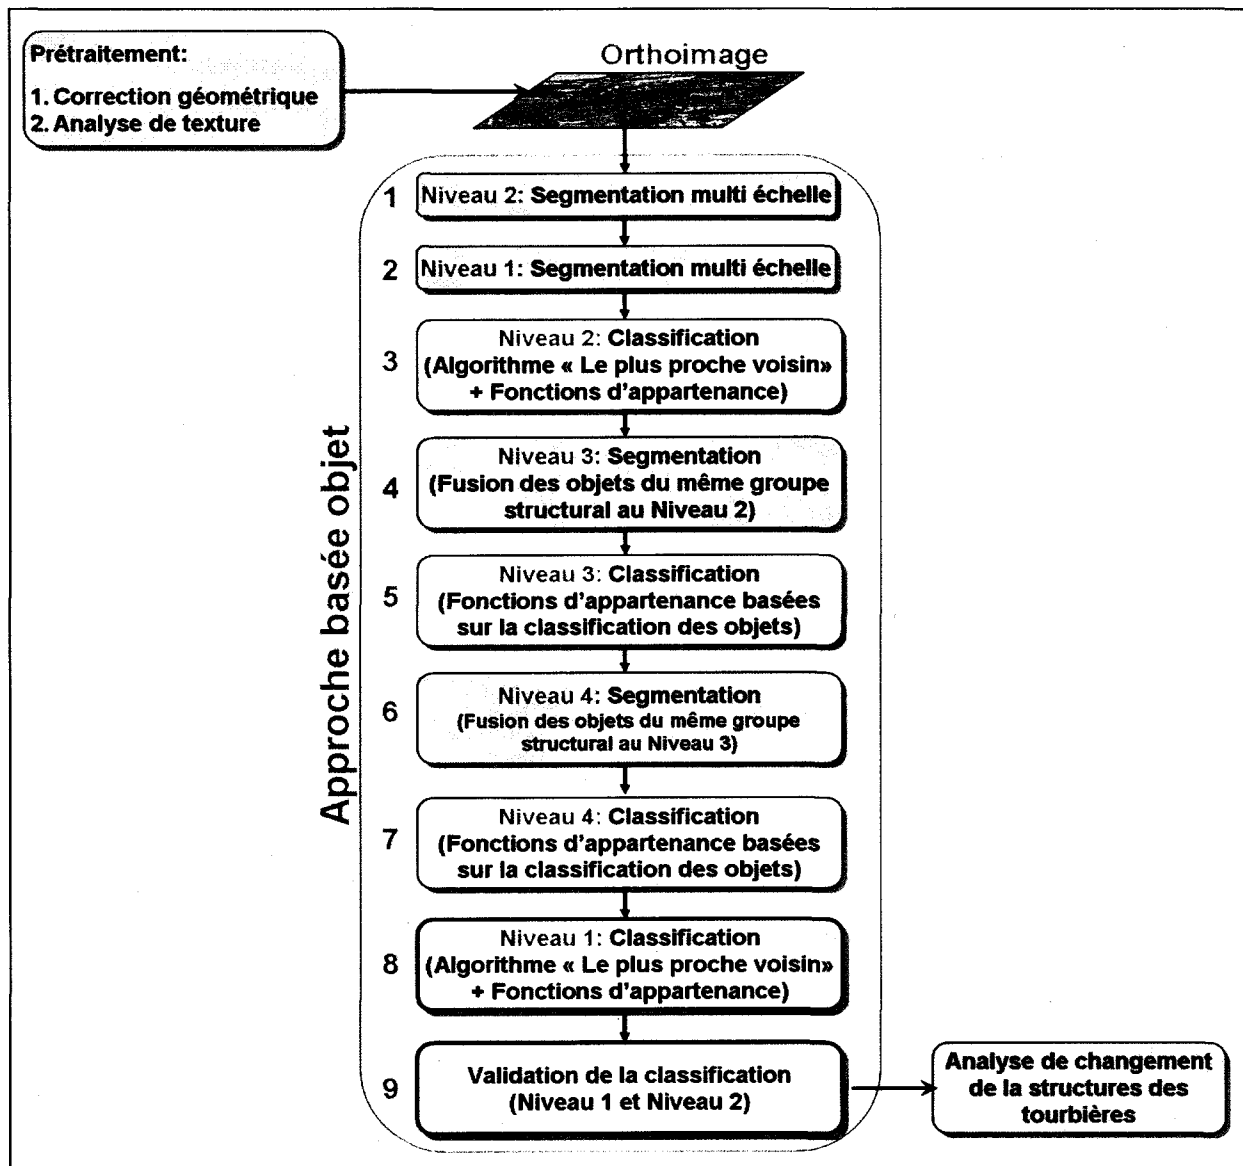 Prétraitement:
1. Correction géométrique
2. Analyse de texture
Orthoimage
Approche basée objet
1
Niveau 2: Segmentation multi échelle
2
Niveau 1: Segmentation multi échelle
3
Niveau 2: Classification
(Algorithme « Le plus proche voisin»
+ Fonctions d'appartenance)
4
Niveau 3: Segmentation
(Fusion des objets du même groupe
structural au Niveau 2)
5
Niveau 3: Classification
(Fonctions d'appartenance basées
sur la classification des objets)
6
Niveau 4: Segmentation
(Fusion des objets du même groupe
structural au Niveau 3)
7
Niveau 4: Classification
(Fonctions d'appartenance basées
sur la classification des objets)
8
Niveau 1: Classification
(Algorithme « Le plus proche voisin»
+ Fonctions d'appartenance)
9
Validation de la classification
(Niveau 1 et Niveau 2)
Analyse de changement
de la structures des
tourbières